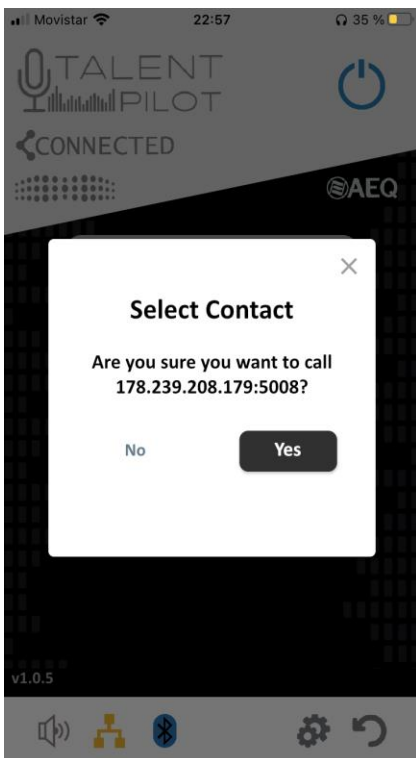 Movistar 22:57 35 %
TALENT
PILOT
CONNECTED
AEQ
Select Contact
Are you sure you want to call
178.239.208.179:5008?
No Yes
v1.0.5